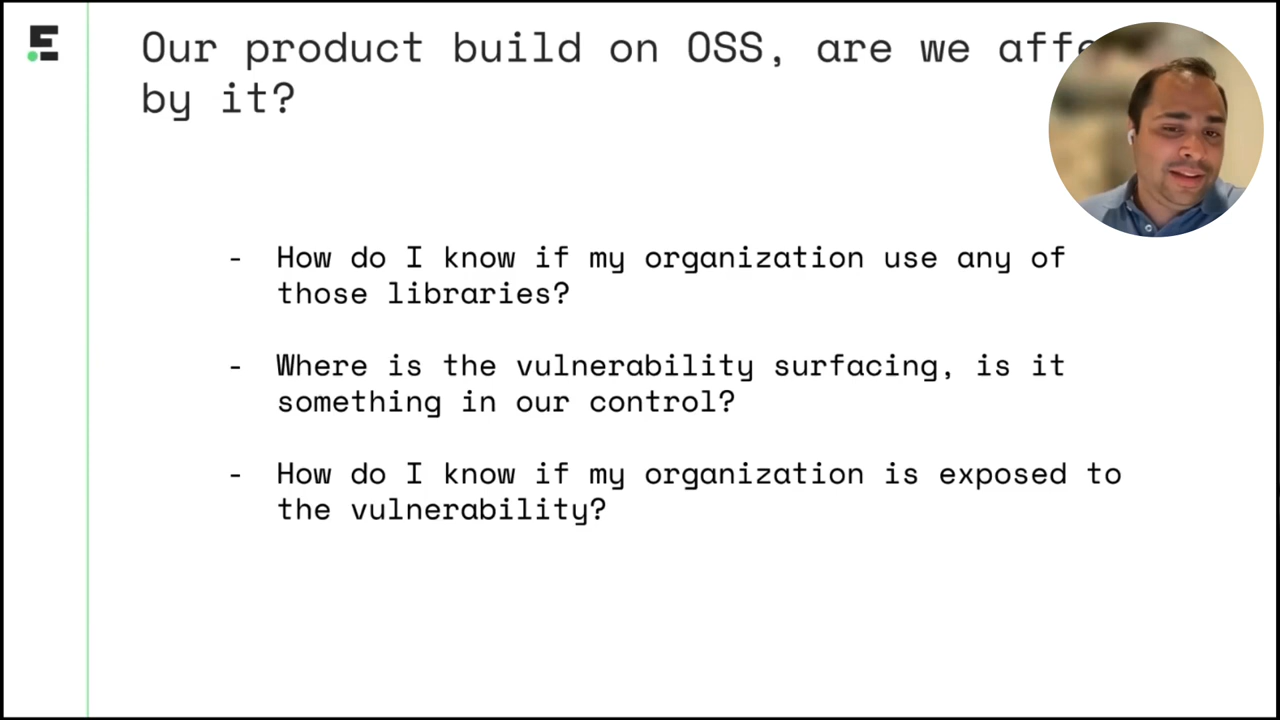 Our product build on OSS, are we
by it?
- How do I know if my organization use any of
those libraries?
- Where is the vulnerability surfacing, is it
something in our control?
- How do I know if my organization is exposed to
the vulnerability?